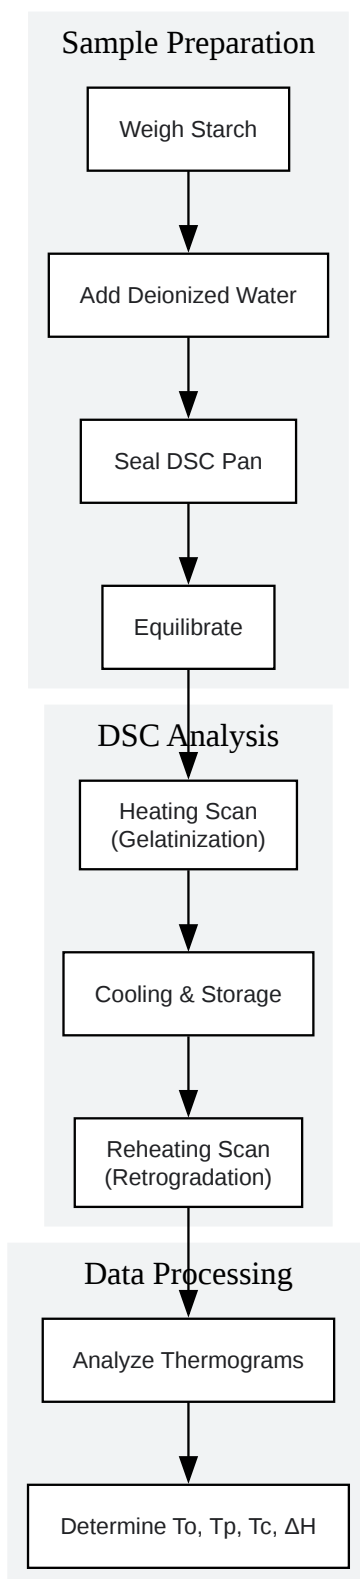 Sample Preparation
Weigh Starch
Add Deionized Water
Seal DSC Pan
Equilibrate
DSC Analysis
Heating Scan
(Gelatinization)
Cooling & Storage
Reheating Scan
(Retrogradation)
Data Processing
Analyze Thermograms
Determine To, Tp, Tc, ΔH